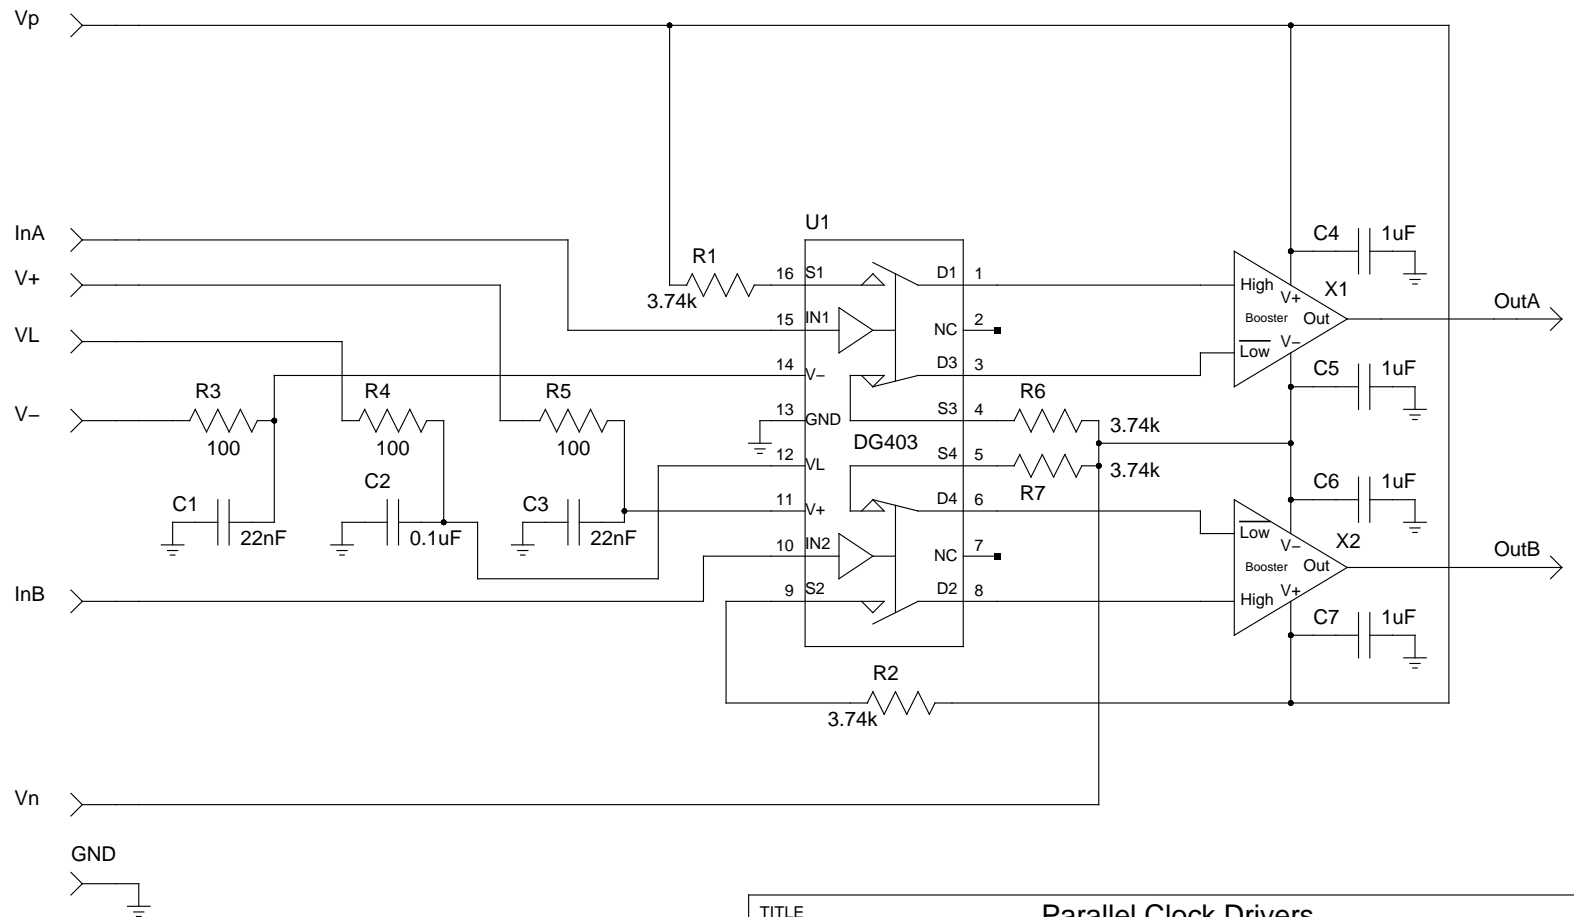 Vp
InA
V+
VL
V−
InB
Vn
GND
R1
3.74k
R3
100
R4
100
R5
100
C1
22nF
C2
0.1uF
C3
22nF
U1
DG403
16 S1
15 IN1
14 V−
13 GND
12 VL
11 V+
10 IN2
9 S2
D1 1
NC 2
D3 3
S3 4
S4 5
D4 6
NC 7
D2 8
R6
3.74k
R7
3.74k
R2
3.74k
C4 1uF
C5 1uF
C6 1uF
C7 1uF
High
V+
X1
Booster Out
V−
Low
OutA
Low
V−
X2
Booster Out
High
V+
OutB
TITLE
Parallel Clock Drivers